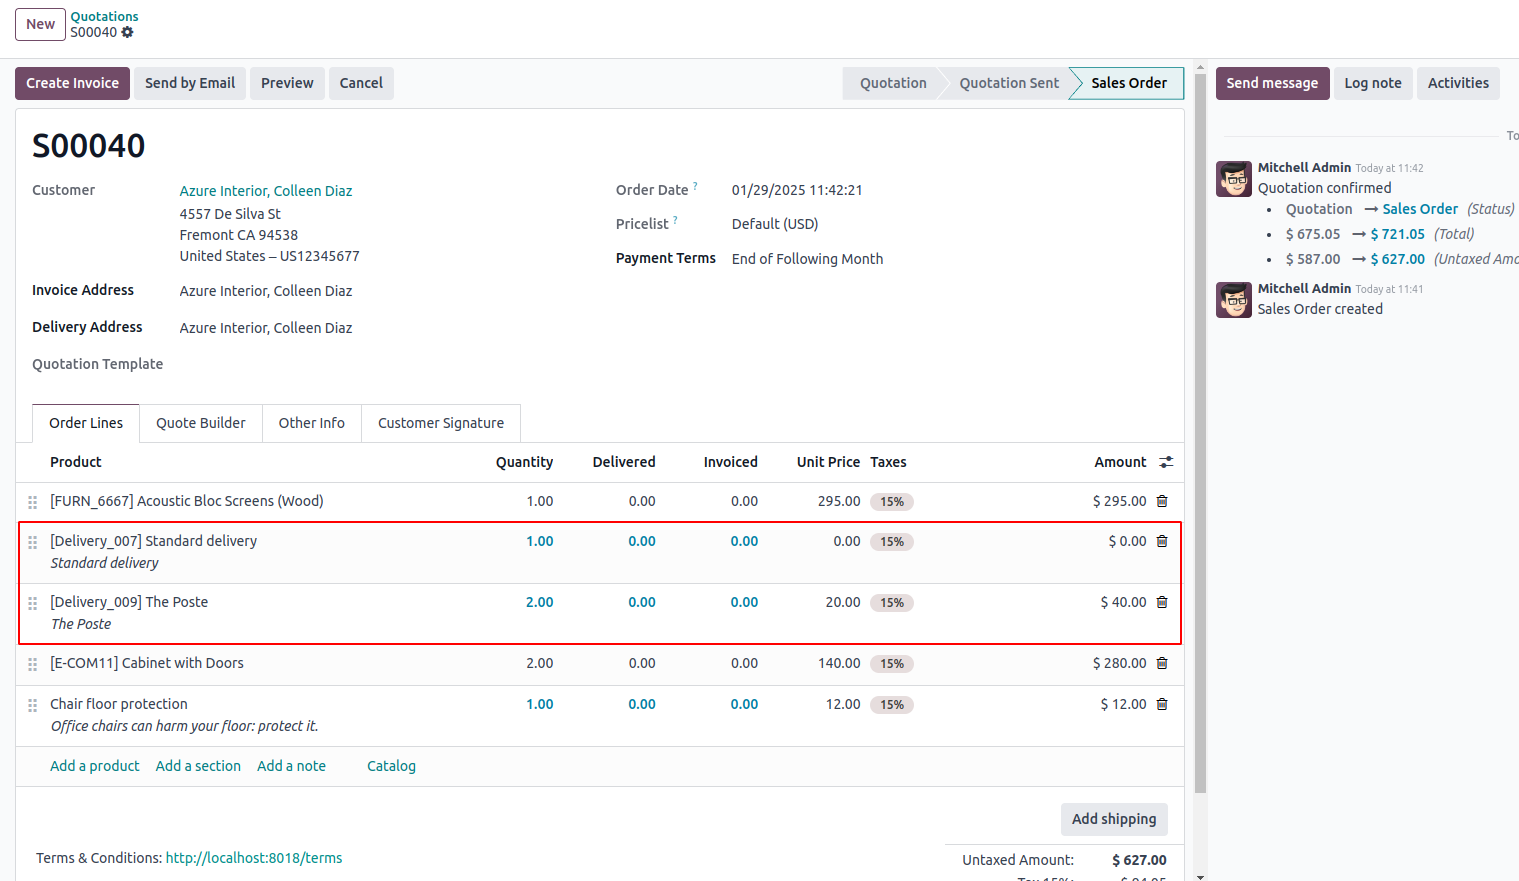 New
Quotations
S00040
Create Invoice Send by Email Preview Cancel
Quotation Quotation Sent Sales Order
Send message Log note Activities
S00040
Customer
Azure Interior, Colleen Diaz
4557 De Silva St
Fremont CA 94538
United States – US12345677
Invoice Address Azure Interior, Colleen Diaz
Delivery Address Azure Interior, Colleen Diaz
Quotation Template
Order Date ? 01/29/2025 11:42:21
Pricelist ? Default (USD)
Payment Terms End of Following Month
Order Lines Quote Builder Other Info Customer Signature
Product Quantity Delivered Invoiced Unit Price Taxes Amount
[FURN_6667] Acoustic Bloc Screens (Wood) 1.00 0.00 0.00 295.00 15% $ 295.00
[Delivery_007] Standard delivery 1.00 0.00 0.00 0.00 15% $ 0.00
Standard delivery
[Delivery_009] The Poste 2.00 0.00 0.00 20.00 15% $ 40.00
The Poste
[E-COM11] Cabinet with Doors 2.00 0.00 0.00 140.00 15% $ 280.00
Chair floor protection 1.00 0.00 0.00 12.00 15% $ 12.00
Office chairs can harm your floor: protect it.
Add a product Add a section Add a note Catalog
Add shipping
Terms & Conditions: http://localhost:8018/terms
Untaxed Amount: $ 627.00
To
Mitchell Admin Today at 11:42
Quotation confirmed
• Quotation → Sales Order (Status)
• $ 675.05 → $ 721.05 (Total)
• $ 587.00 → $ 627.00 (Untaxed Amo
Mitchell Admin Today at 11:41
Sales Order created